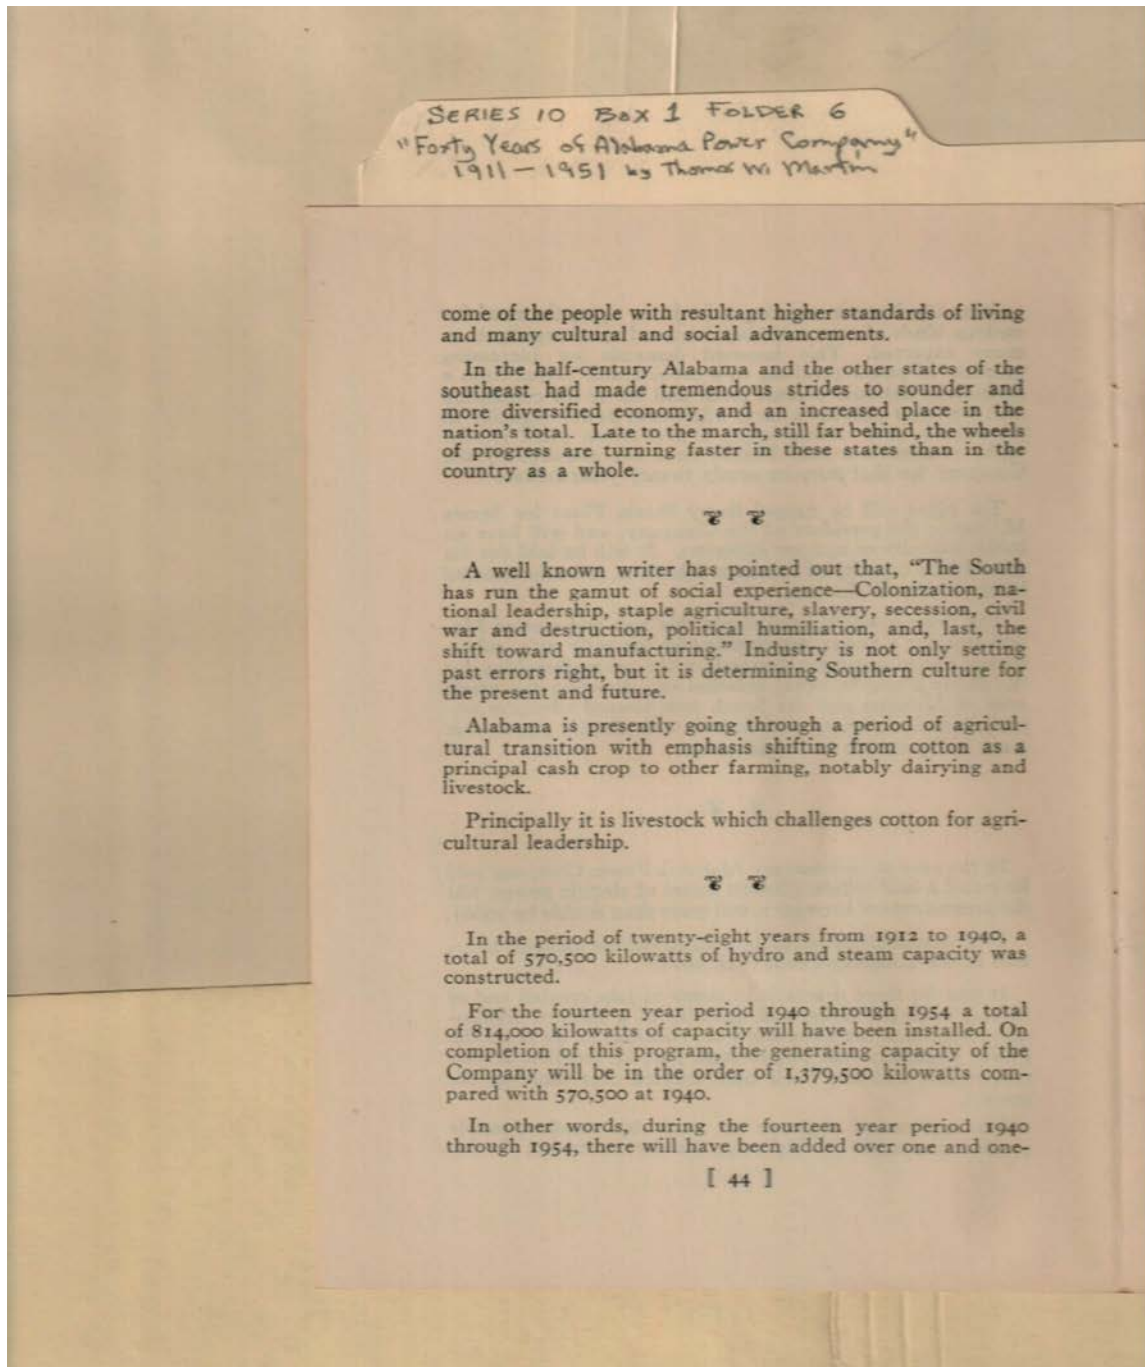 SERIES 10 BOX 1 FOLDER 6
"Forty Years of Alabama Power Company"
1911-1951 by Thomas W. Martin
come of the people with resultant higher standards of living
and many cultural and social advancements.
In the half-century Alabama and the other states of the
southeast had made tremendous strides to sounder and
more diversified economy, and an increased place in the
nation's total. Late to the march, still far behind, the wheels
of progress are turning faster in these states than in the
country as a whole.
A well known writer has pointed out that, "The South
has run the gamut of social experience—Colonization, na-
tional leadership, staple agriculture, slavery, secession, civil
war and destruction, political humiliation, and, last, the
shift toward manufacturing." Industry is not only setting
past errors right, but it is determining Southern culture for
the present and future.
Alabama is presently going through a period of agricul-
tural transition with emphasis shifting from cotton as a
principal cash crop to other farming, notably dairying and
livestock.
Principally it is livestock which challenges cotton for agri-
cultural leadership.
In the period of twenty-eight years from 1912 to 1940, a
total of 570,500 kilowatts of hydro and steam capacity was
constructed.
For the fourteen year period 1940 through 1954 a total
of 814,000 kilowatts of capacity will have been installed. On
completion of this program, the generating capacity of the
Company will be in the order of 1,379,500 kilowatts com-
pared with 570,500 at 1940.
In other words, during the fourteen year period 1940
through 1954, there will have been added over one and one-
[ 44 ]